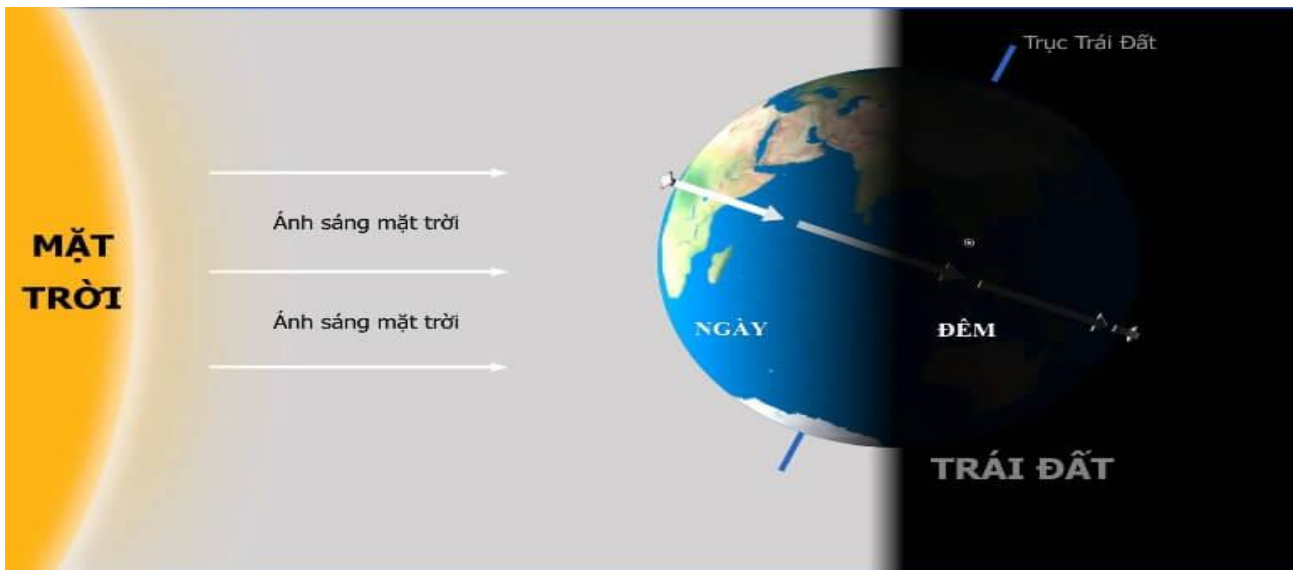 Trục Trái Đất
Ánh sáng mặt trời
MẶT
TRỜI
Ánh sáng mặt trời
NGÀY
ĐÊM
TRÁI ĐẤT